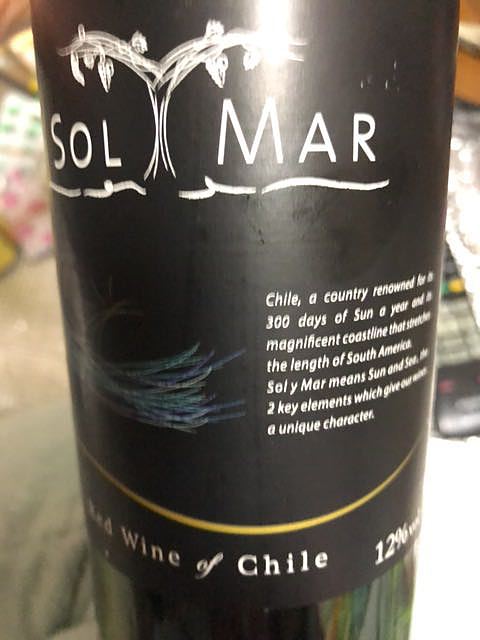 SOL Y MAR
Chile, a country renowned for its
300 days of Sun a year and its
magnificent coastline that stretches
the length of South America.
Sol y Mar means Sun and Sea, the
2 key elements which give our wines
a unique character.
Red Wine of Chile 12% vol